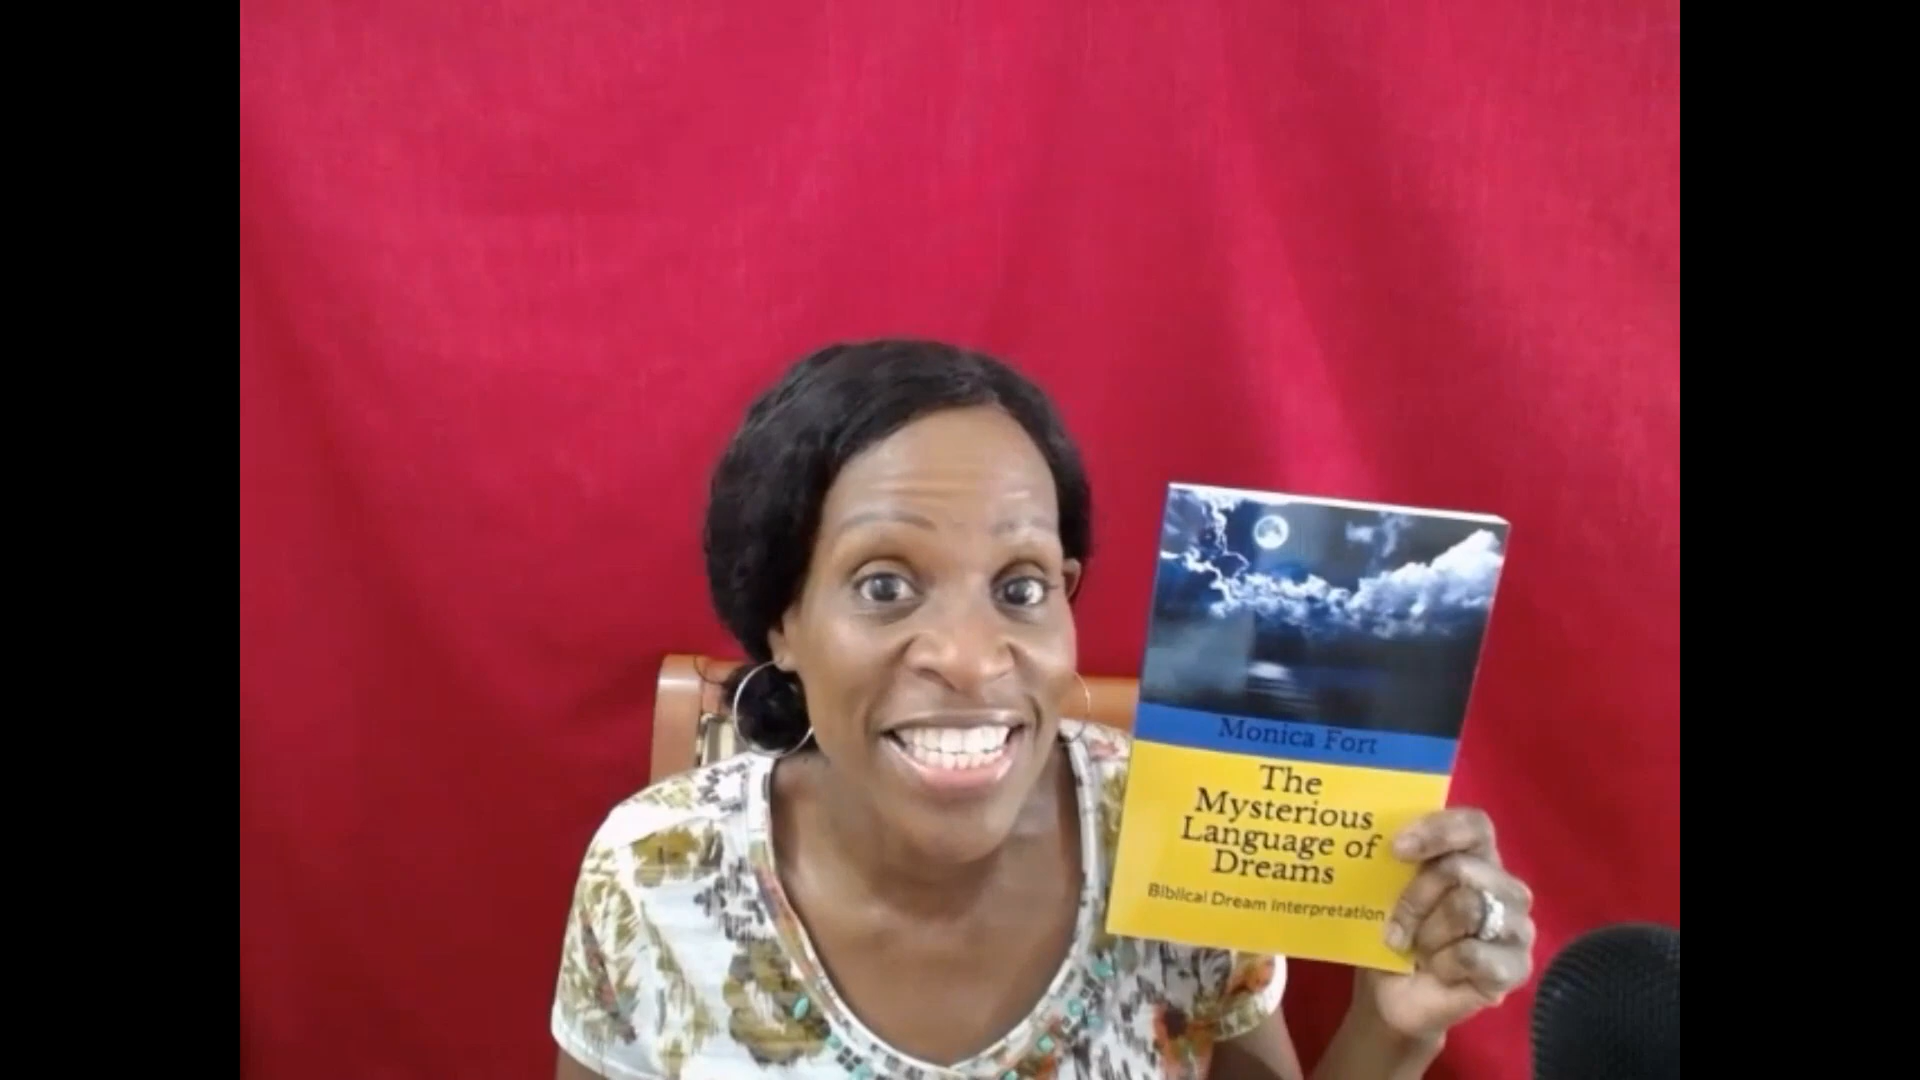 Monica Fort
The
Mysterious
Language of
Dreams
Biblical Dream Interpretation